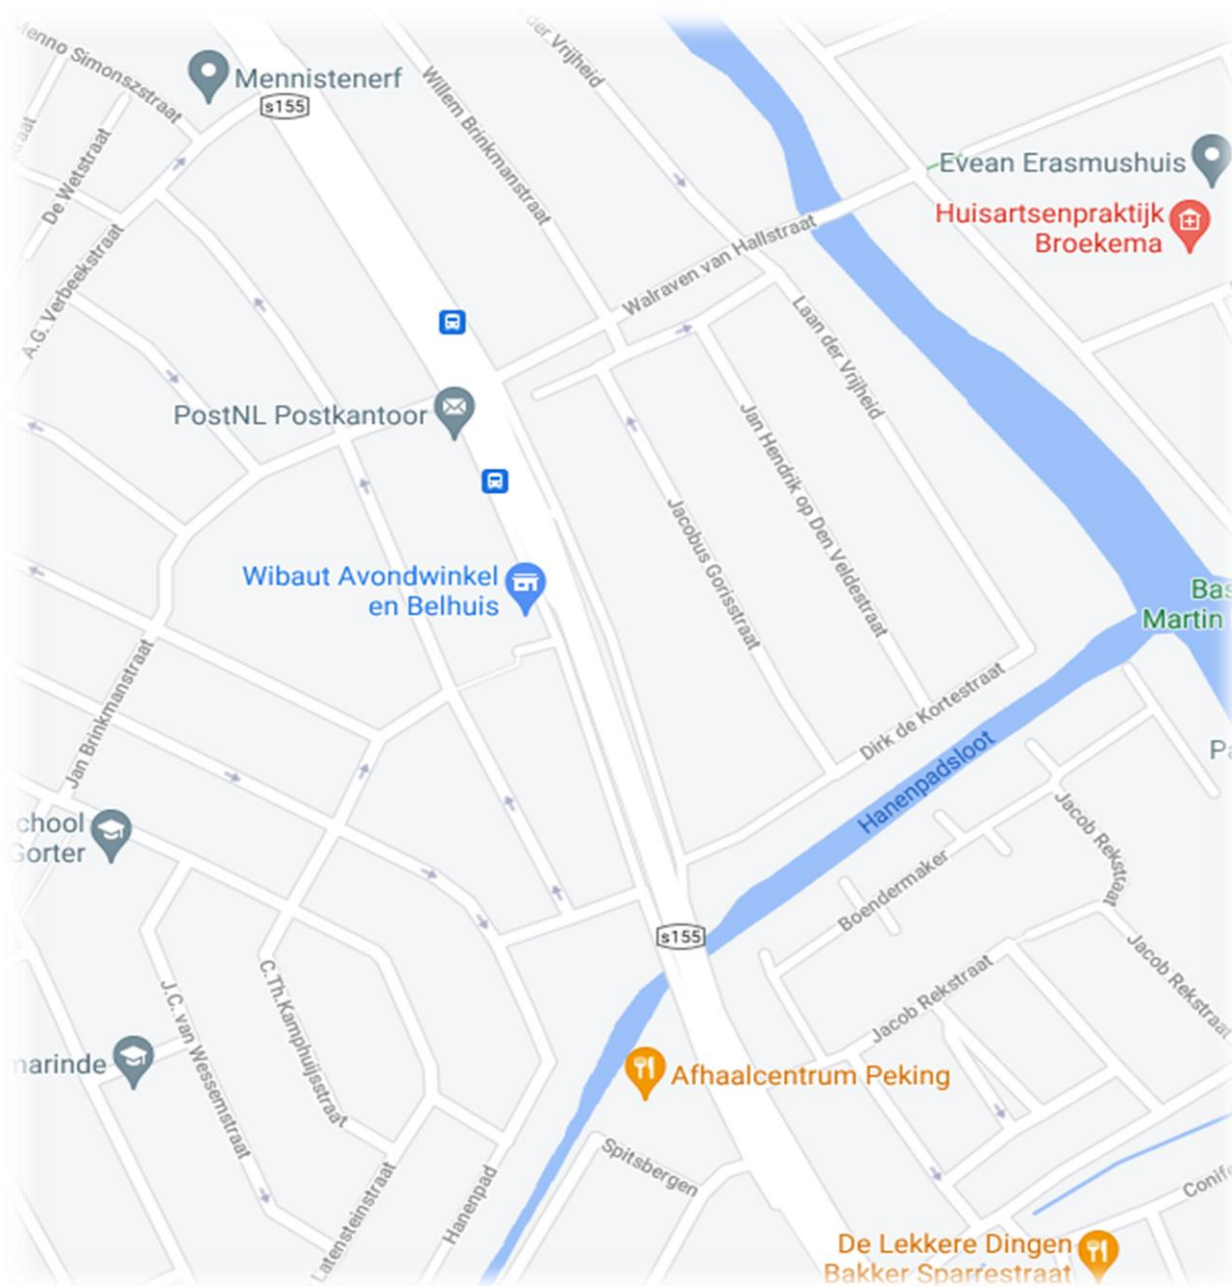 Menno Simonszstraat
Mennistenerf
s155
der Vrijheid
Willem Brinkmanstraat
De Wetstraat
raat
Evean Erasmushuis
Huisartsenpraktijk
Broekema
Walraven van Hallstraat
A.G. Verbeekstraat
Laan der Vrijheid
PostNL Postkantoor
Jan Hendrik op Den Veldestraat
Jacobus Gorisstraat
Wibaut Avondwinkel
en Belhuis
Bas
Martin
Jan Brinkmanstraat
Dirk de Kortestraat
Hanenpadsloot
Pa
chool
Gorter
Jacob Rekstraat
Boendermaker
s155
Jacob Rekstraat
Jacob Rekstraat
C.Th.Kamphuijsstraat
J.C. van Wessemstraat
marinde
Afhaalcentrum Peking
Spitsbergen
Latensteinstraat
Hanenpad
Conife
De Lekkere Dingen
Bakker Sparrestraat